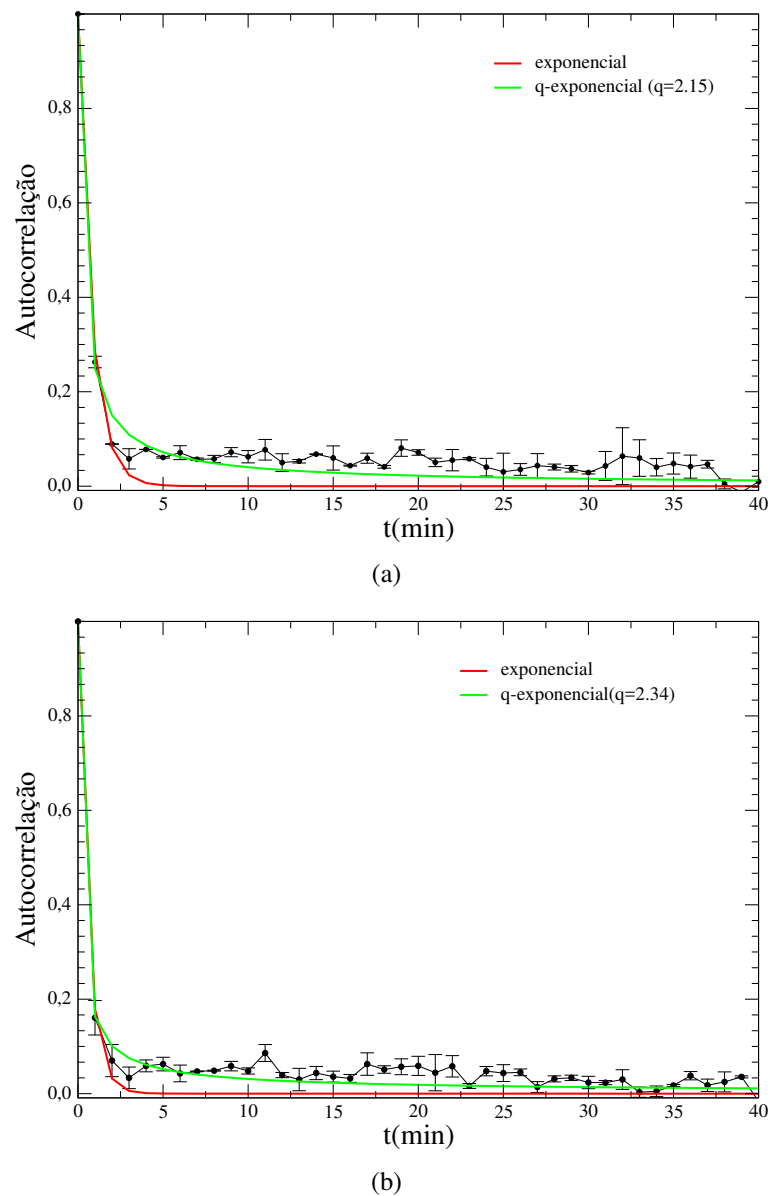 exponencial
q-exponencial (q=2.15)
0,8
0,6
0,4
0,2
0,0
Autocorrelação
0 5 10 15 20 25 30 35 40
t(min)
(a)
exponencial
q-exponencial(q=2.34)
0,8
0,6
0,4
0,2
0,0
Autocorrelação
0 5 10 15 20 25 30 35 40
t(min)
(b)